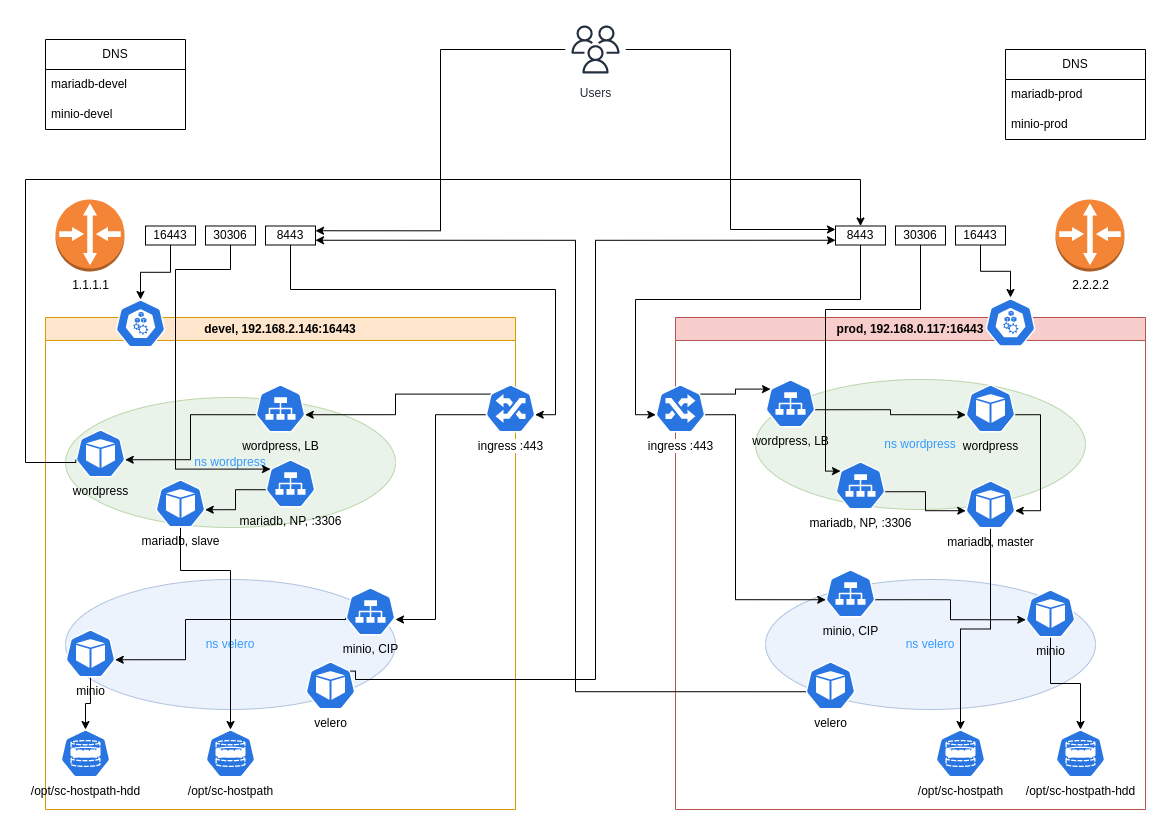 Users
DNS
mariadb-devel
minio-devel
DNS
mariadb-prod
minio-prod
16443
30306
8443
1.1.1.1
8443
30306
16443
2.2.2.2
devel, 192.168.2.146:16443
wordpress, LB
ingress :443
ns wordpress
wordpress
mariadb, NP, :3306
mariadb, slave
ns velero
minio, CIP
minio
velero
/opt/sc-hostpath-hdd
/opt/sc-hostpath
prod, 192.168.0.117:16443
ingress :443
wordpress, LB
ns wordpress
wordpress
mariadb, NP, :3306
mariadb, master
minio, CIP
ns velero
minio
velero
/opt/sc-hostpath
/opt/sc-hostpath-hdd